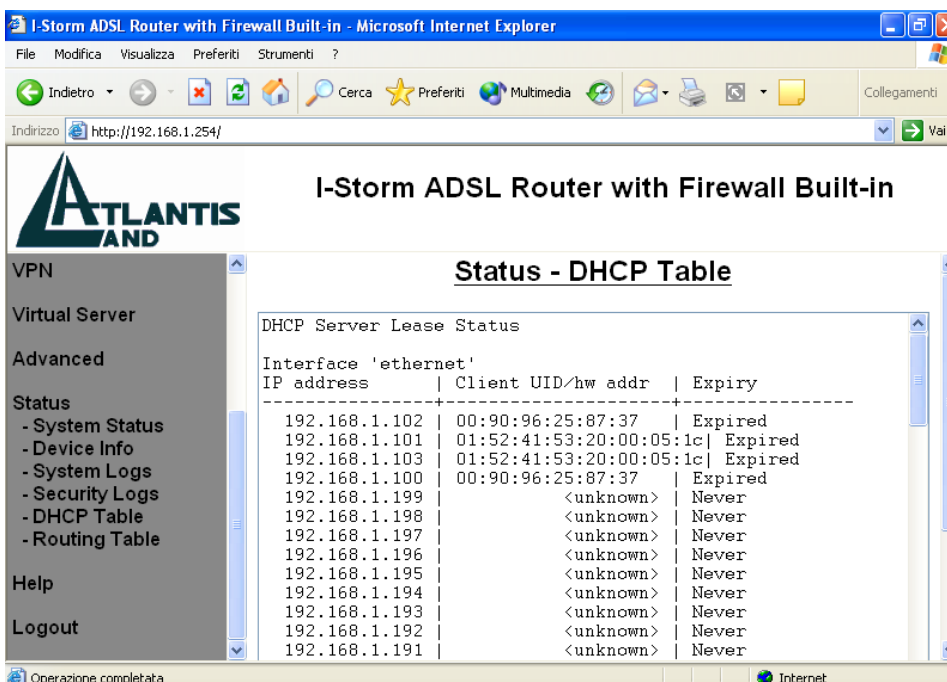 I-Storm ADSL Router with Firewall Built-in - Microsoft Internet Explorer
File Modifica Visualizza Preferiti Strumenti ?
Indietro Cerca Preferiti Multimedia Collegamenti
Indirizzo http://192.168.1.254/ Vai
ATLANTIS
LAND
I-Storm ADSL Router with Firewall Built-in
VPN
Virtual Server
Advanced
Status
- System Status
- Device Info
- System Logs
- Security Logs
- DHCP Table
- Routing Table
Help
Logout
Status - DHCP Table
DHCP Server Lease Status
Interface 'ethernet'
IP address | Client UID/hw addr | Expiry
-----------------+-----------------------+----------------
192.168.1.102 | 00:90:96:25:87:37 | Expired
192.168.1.101 | 01:52:41:53:20:00:05:1c| Expired
192.168.1.103 | 01:52:41:53:20:00:05:1c| Expired
192.168.1.100 | 00:90:96:25:87:37 | Expired
192.168.1.199 | <unknown> | Never
192.168.1.198 | <unknown> | Never
192.168.1.197 | <unknown> | Never
192.168.1.196 | <unknown> | Never
192.168.1.195 | <unknown> | Never
192.168.1.194 | <unknown> | Never
192.168.1.193 | <unknown> | Never
192.168.1.192 | <unknown> | Never
192.168.1.191 | <unknown> | Never
Operazione completata Internet